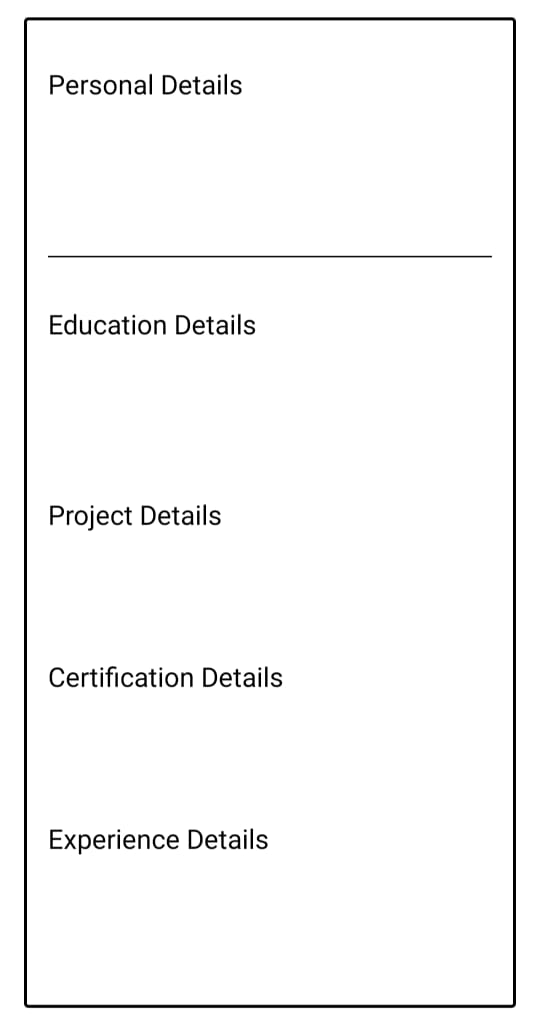 Personal Details
Education Details
Project Details
Certification Details
Experience Details